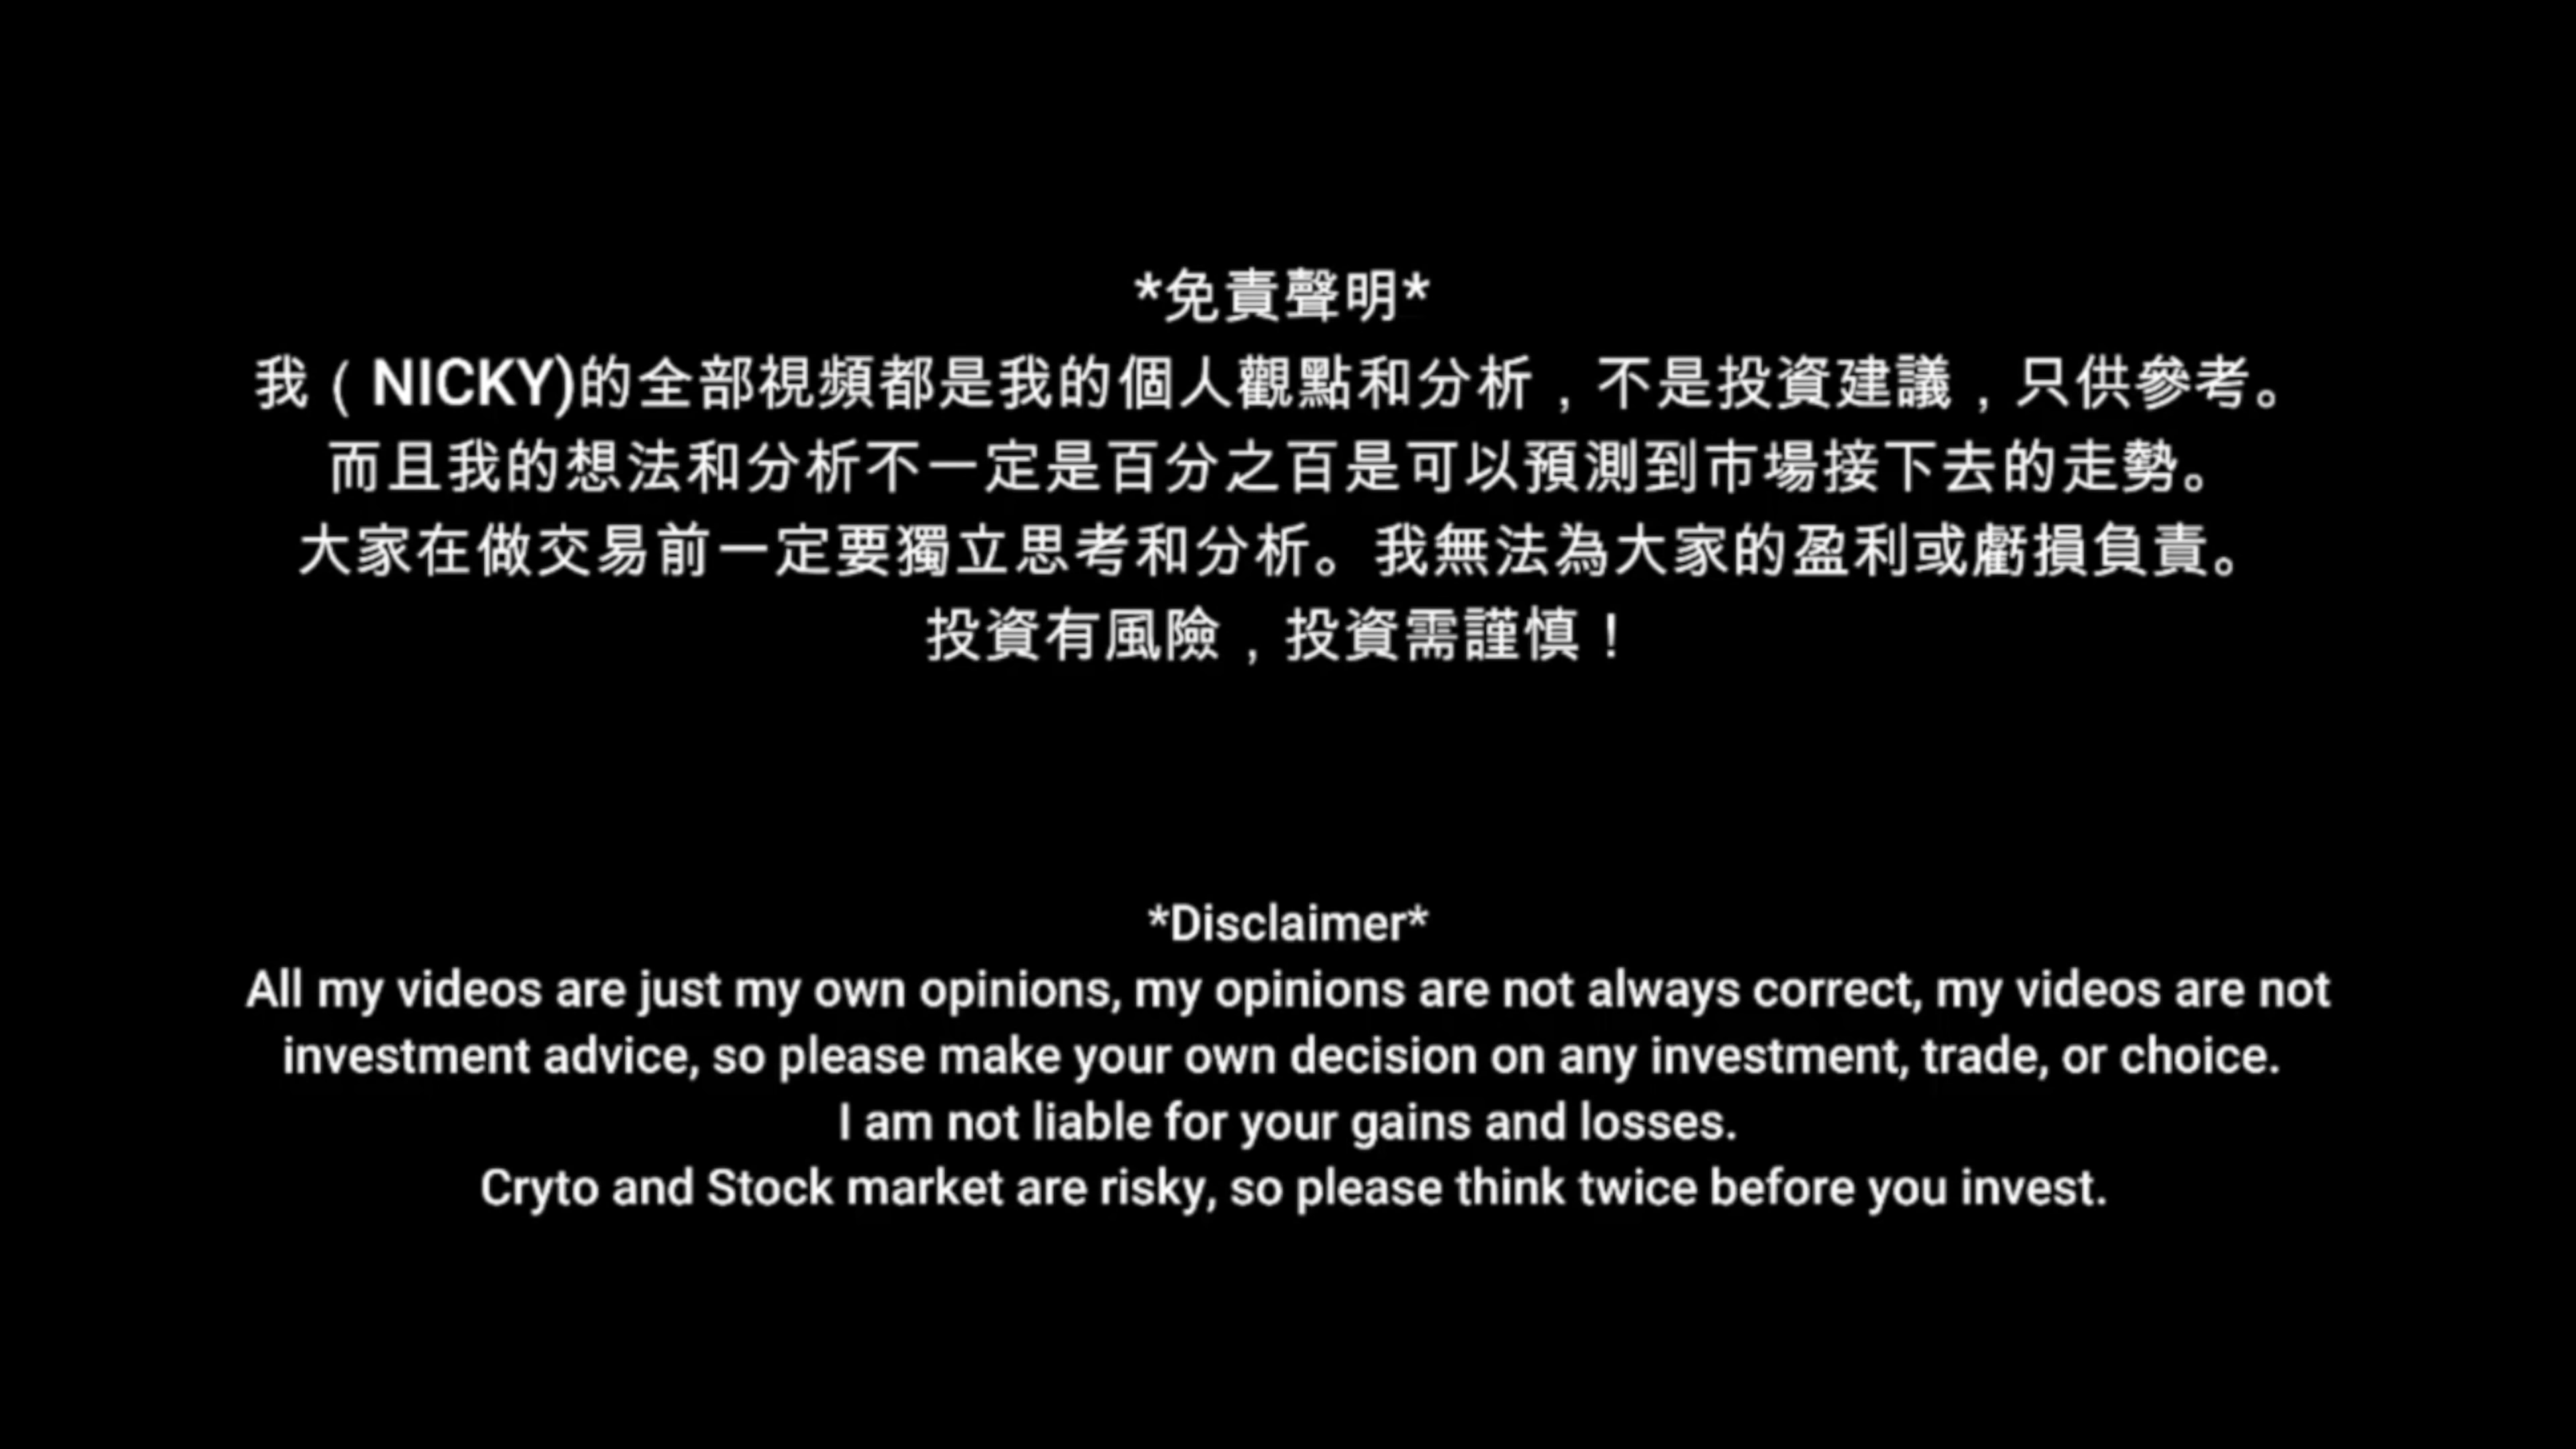 *免責聲明*
我（NICKY)的全部視頻都是我的個人觀點和分析，不是投資建議，只供參考。
而且我的想法和分析不一定是百分之百是可以預測到市場接下去的走勢。
大家在做交易前一定要獨立思考和分析。我無法為大家的盈利或虧損負責。
投資有風險，投資需謹慎！
*Disclaimer*
All my videos are just my own opinions, my opinions are not always correct, my videos are not
investment advice, so please make your own decision on any investment, trade, or choice.
I am not liable for your gains and losses.
Cryto and Stock market are risky, so please think twice before you invest.